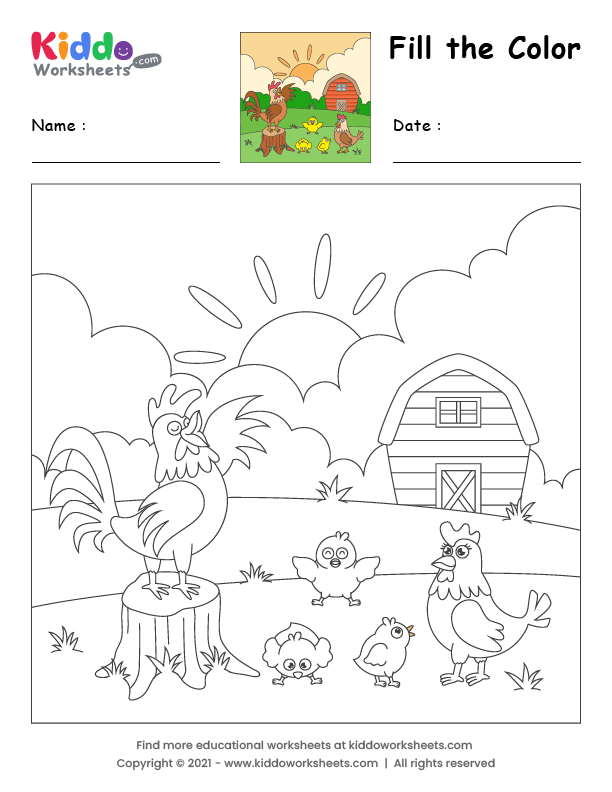 Kiddo
Worksheets.com
Fill the Color
Name :
Date :
Find more educational worksheets at kiddoworksheets.com
Copyright © 2021 - www.kiddoworksheets.com | All rights reserved